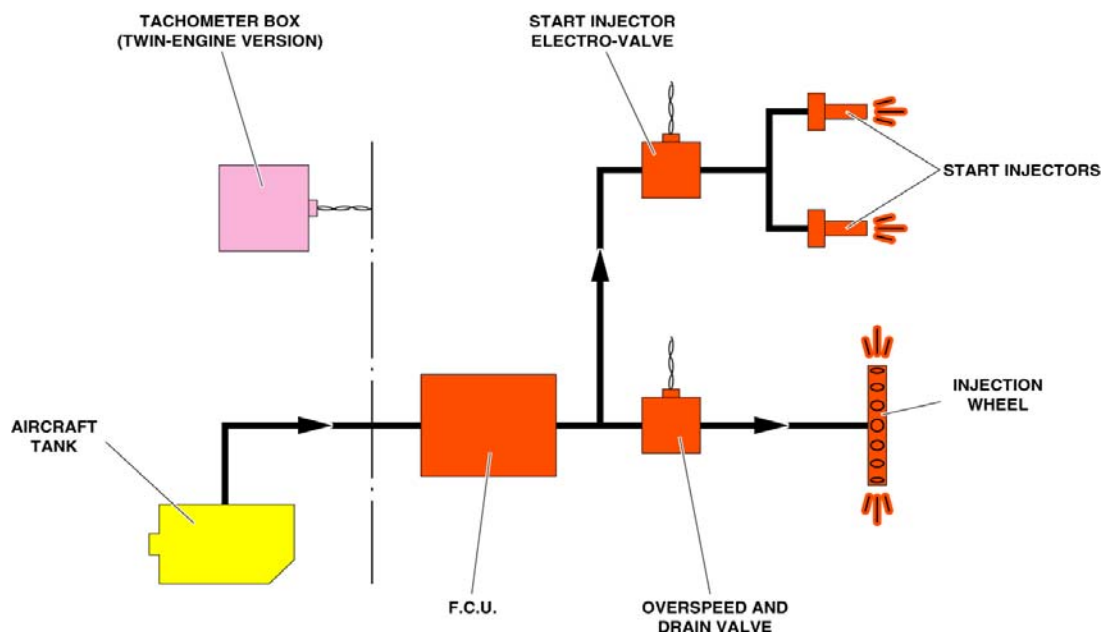 TACHOMETER BOX
(TWIN-ENGINE VERSION)
START INJECTOR
ELECTRO-VALVE
START INJECTORS
INJECTION
WHEEL
AIRCRAFT
TANK
F.C.U.
OVERSPEED AND
DRAIN VALVE